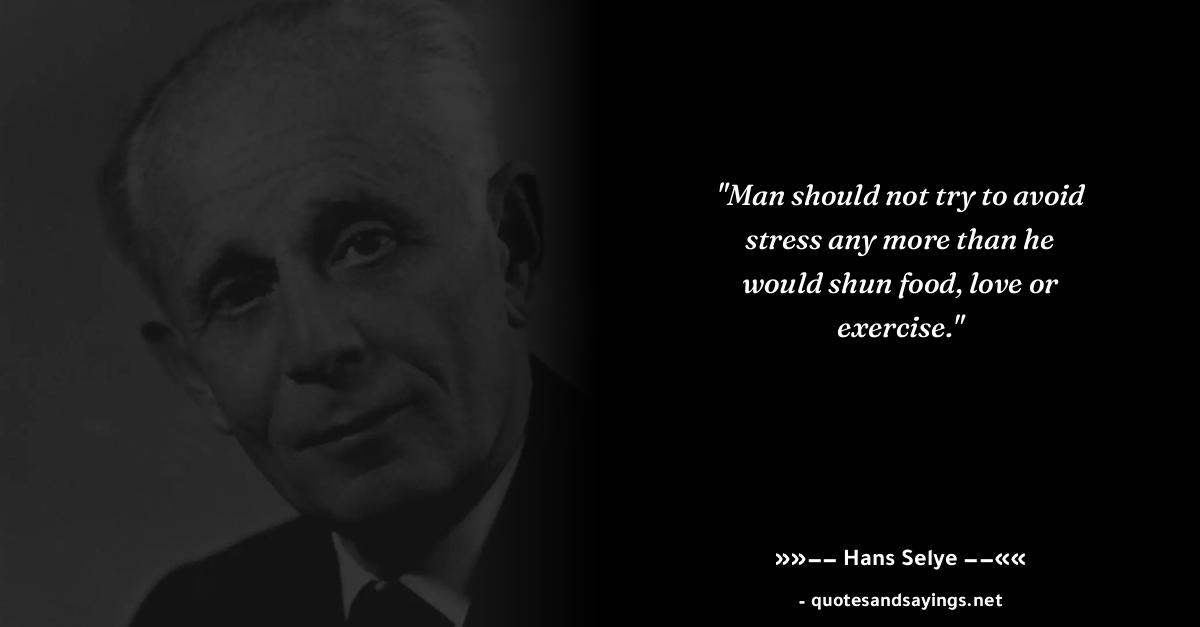 "Man should not try to avoid
stress any more than he
would shun food, love or
exercise."
»»−− Hans Selye −−««
- quotesandsayings.net